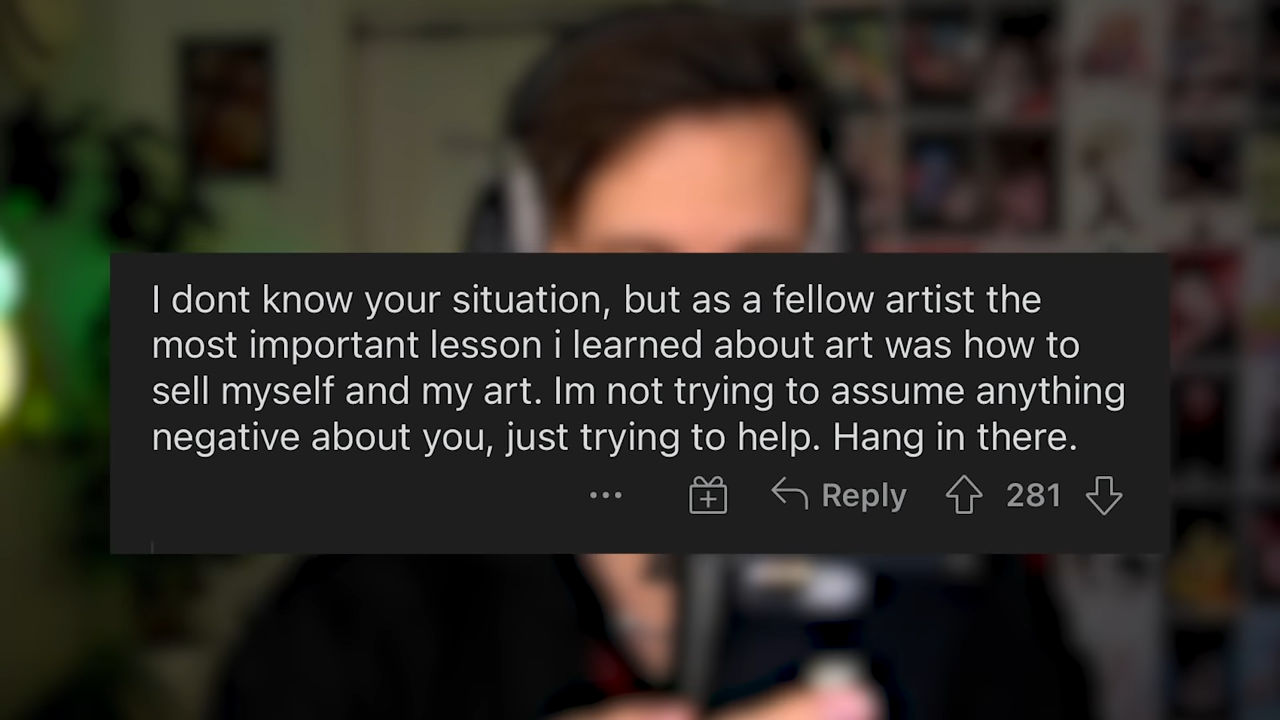 I dont know your situation, but as a fellow artist the
most important lesson i learned about art was how to
sell myself and my art. Im not trying to assume anything
negative about you, just trying to help. Hang in there.
Reply 281